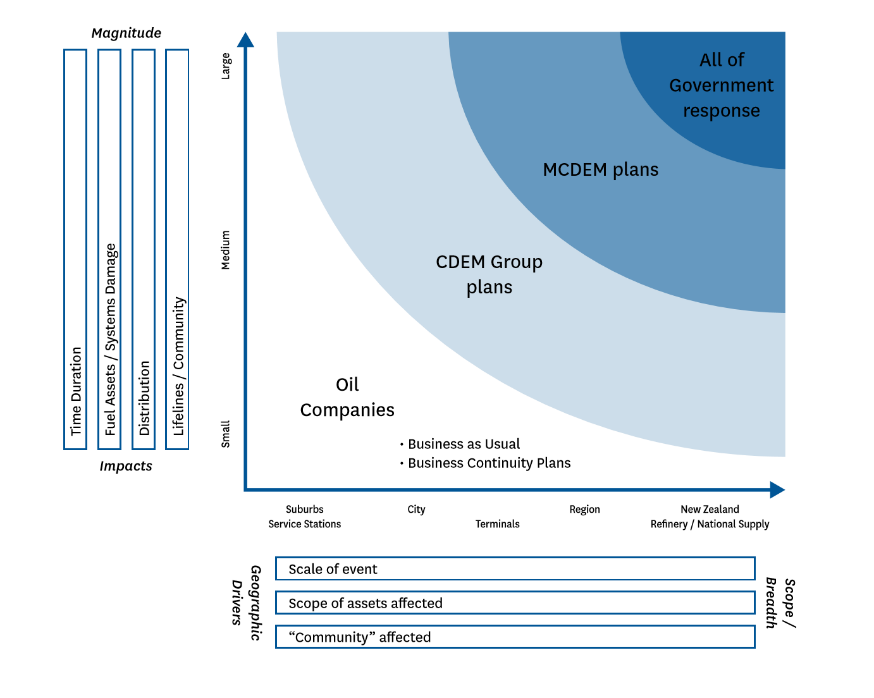 Magnitude
Time Duration
Fuel Assets / Systems Damage
Distribution
Lifelines / Community
Impacts
Large
Medium
Small
All of
Government
response
MCDEM plans
CDEM Group
plans
Oil
Companies
• Business as Usual
• Business Continuity Plans
Suburbs
Service Stations
City
Terminals
Region
New Zealand
Refinery / National Supply
Geographic
Drivers
Scale of event
Scope of assets affected
“Community” affected
Scope /
Breadth